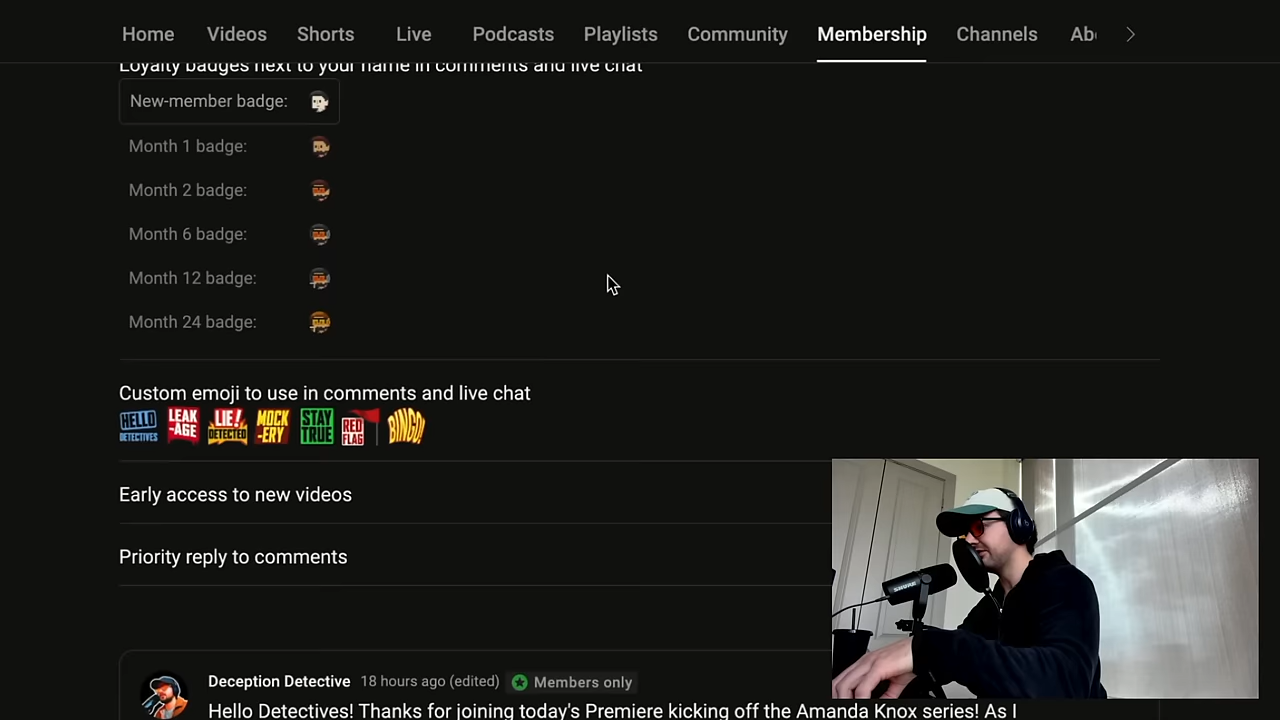 Home Videos Shorts Live Podcasts Playlists Community Membership Channels Ab
Loyalty badges next to your name in comments and live chat
New-member badge:
Month 1 badge:
Month 2 badge:
Month 6 badge:
Month 12 badge:
Month 24 badge:
Custom emoji to use in comments and live chat
HELLO DETECTIVES LEAK-AGE LIE! DETECTED MOCK-ERY STAY TRUE RED FLAG BINGO!
Early access to new videos
Priority reply to comments
SHURE
Deception Detective 18 hours ago (edited) Members only
Hello Detectives! Thanks for joining today's Premiere kicking off the Amanda Knox series! As I